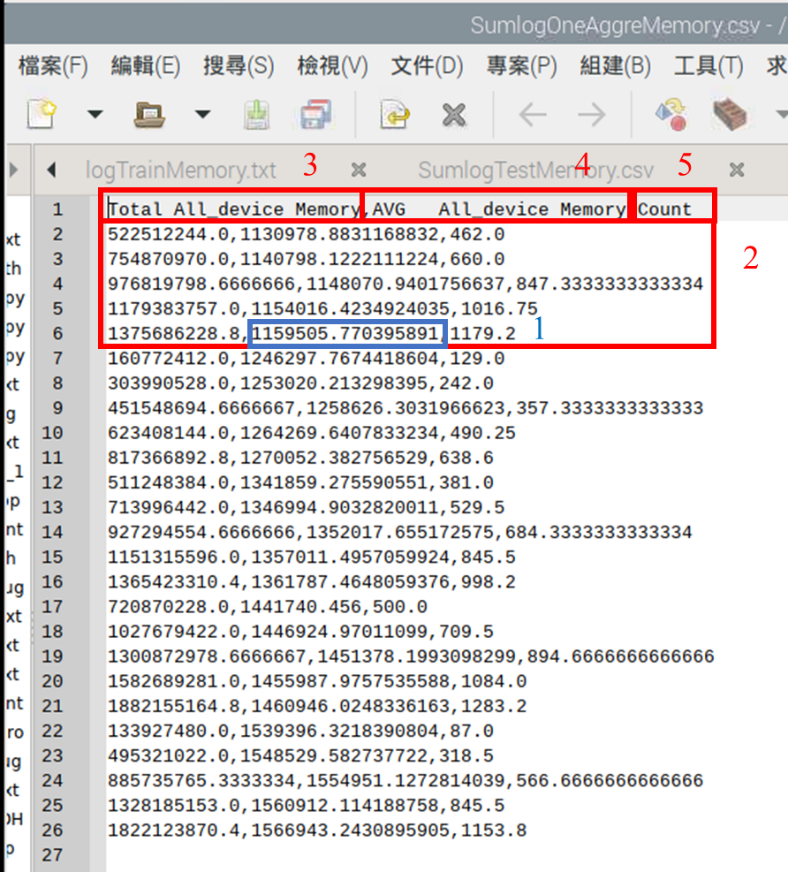 SumlogOneAggreMemory.csv - /
檔案(F) 編輯(E) 搜尋(S) 檢視(V) 文件(D) 專案(P) 組建(B) 工具(T) 求
logTrainMemory.txt 3 SumlogTestMemory.csv 4 5
1 Total All_device Memory,AVG All_device Memory Count
xt 2 522512244.0,1130978.8831168832,462.0
th 3 754870970.0,1140798.1222111224,660.0 2
py 4 976819798.6666666,1148070.9401756637,847.3333333333334
py 5 1179383757.0,1154016.4234924035,1016.75
py 6 1375686228.8,1159505.770395891,1179.2 1
xt 7 160772412.0,1246297.7674418604,129.0
g 8 303990528.0,1253020.213298395,242.0
xt 9 451548694.6666667,1258626.3031966623,357.3333333333333
_1 10 623408144.0,1264269.6407833234,490.25
op 11 817366892.8,1270052.382756529,638.6
nt 12 511248384.0,1341859.275590551,381.0
h 13 713996442.0,1346994.9032820011,529.5
ug 14 927294554.6666666,1352017.655172575,684.3333333333334
xt 15 1151315596.0,1357011.4957059924,845.5
xt 16 1365423310.4,1361787.4648059376,998.2
xt 17 720870228.0,1441740.456,500.0
nt 18 1027679422.0,1446924.97011099,709.5
ro 19 1300872978.6666667,1451378.1993098299,894.6666666666666
ug 20 1582689281.0,1455987.9757535588,1084.0
xt 21 1882155164.8,1460946.0248336163,1283.2
OH 22 133927480.0,1539396.3218390804,87.0
p 23 495321022.0,1548529.582737722,318.5
24 885735765.3333334,1554951.1272814039,566.6666666666666
25 1328185153.0,1560912.114188758,845.5
26 1822123870.4,1566943.2430895905,1153.8
27